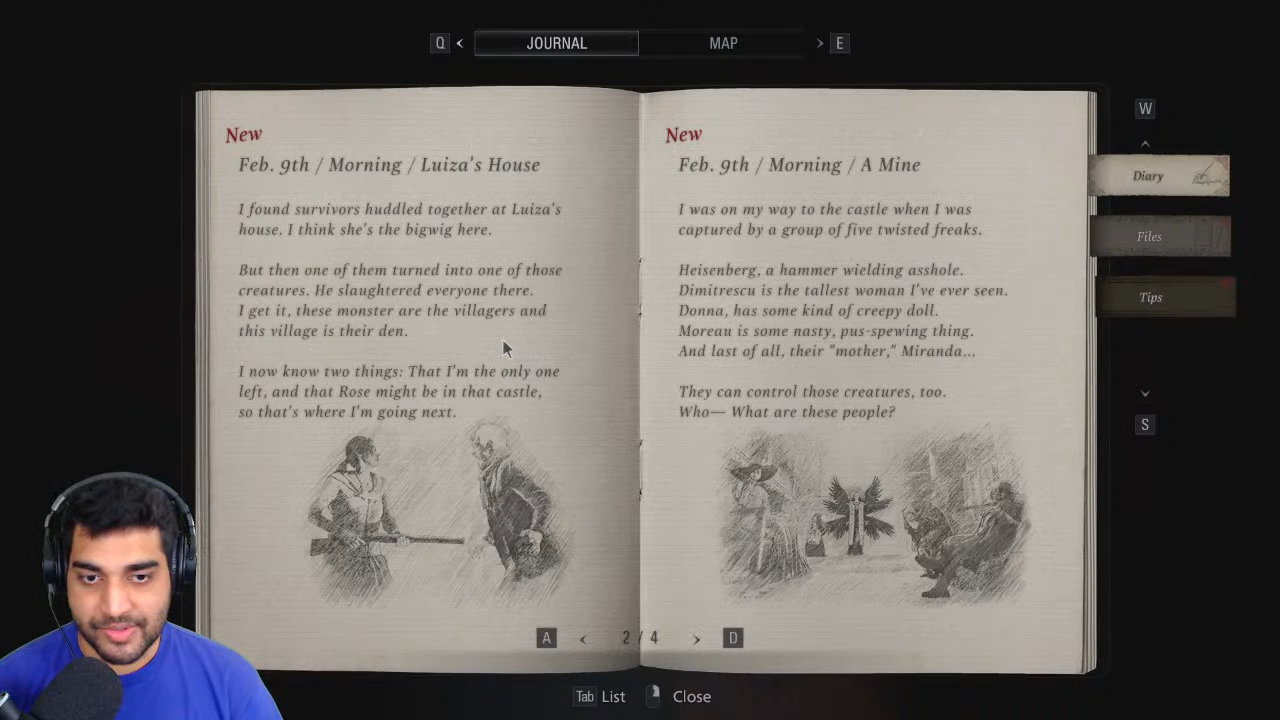 Q < JOURNAL MAP > E
New
Feb. 9th / Morning / Luiza's House
I found survivors huddled together at Luiza's
house. I think she's the bigwig here.
But then one of them turned into one of those
creatures. He slaughtered everyone there.
I get it, these monster are the villagers and
this village is their den.
I now know two things: That I'm the only one
left, and that Rose might be in that castle,
so that's where I'm going next.
New
Feb. 9th / Morning / A Mine
I was on my way to the castle when I was
captured by a group of five twisted freaks.
Heisenberg, a hammer wielding asshole.
Dimitrescu is the tallest woman I've ever seen.
Donna, has some kind of creepy doll.
Moreau is some nasty, pus-spewing thing.
And last of all, their "mother," Miranda...
They can control those creatures, too.
Who— What are these people?
W
Diary
Files
Tips
S
A < 2 / 4 > D
Tab List Close